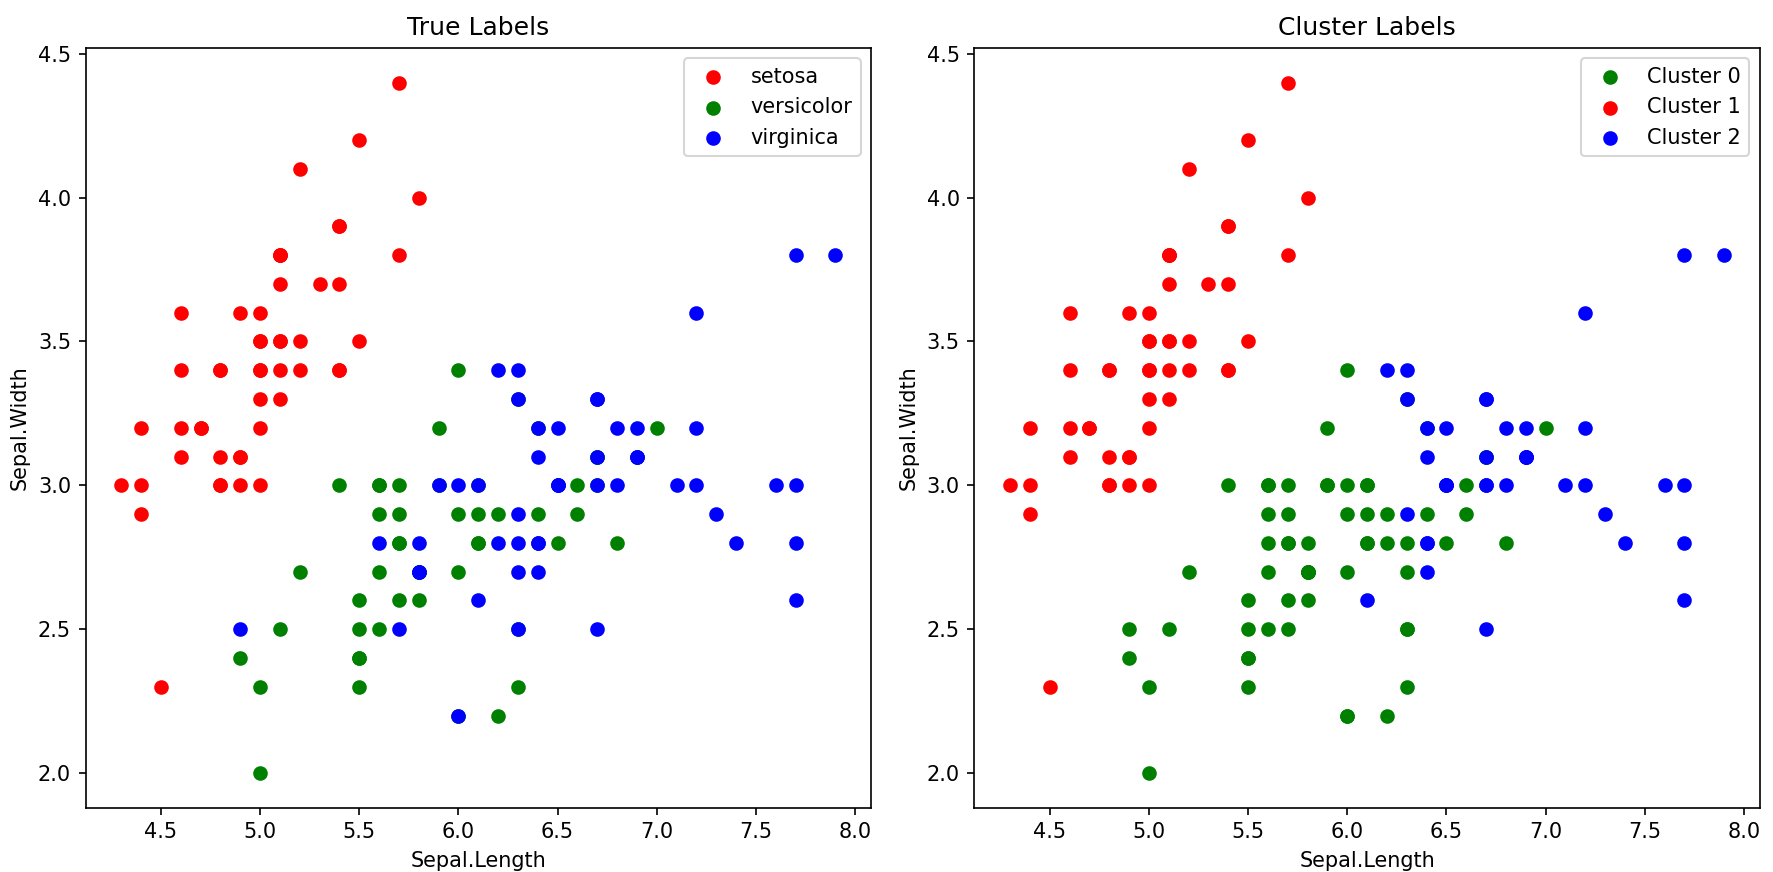 True Labels
setosa
versicolor
virginica
4.5
4.0
3.5
3.0
2.5
2.0
Sepal.Width
4.5 5.0 5.5 6.0 6.5 7.0 7.5 8.0
Sepal.Length
Cluster Labels
Cluster 0
Cluster 1
Cluster 2
4.5
4.0
3.5
3.0
2.5
2.0
Sepal.Width
4.5 5.0 5.5 6.0 6.5 7.0 7.5 8.0
Sepal.Length